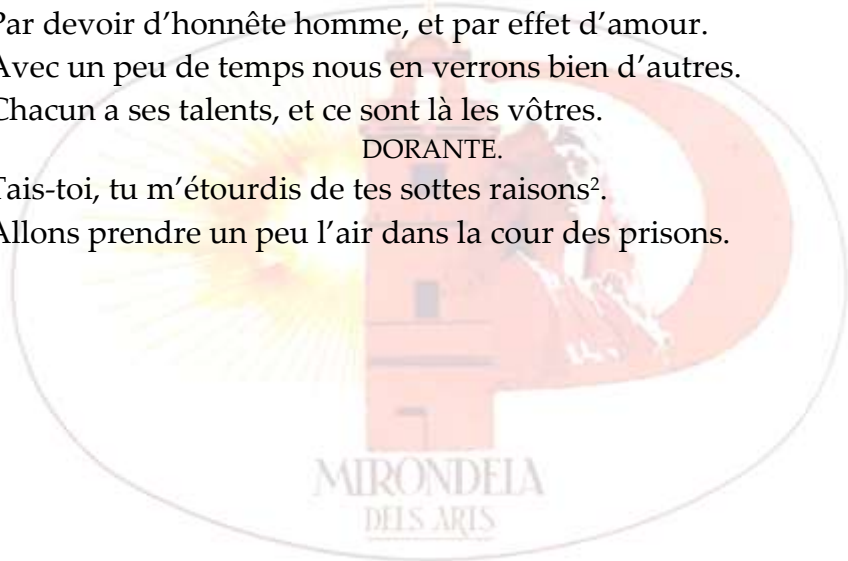 Par devoir d’honnête homme, et par effet d’amour.
Avec un peu de temps nous en verrons bien d’autres.
Chacun a ses talents, et ce sont là les vôtres.
DORANTE.
Tais-toi, tu m’étourdis de tes sottes raisons².
Allons prendre un peu l’air dans la cour des prisons.
MIRONDELA
DELS ARTS